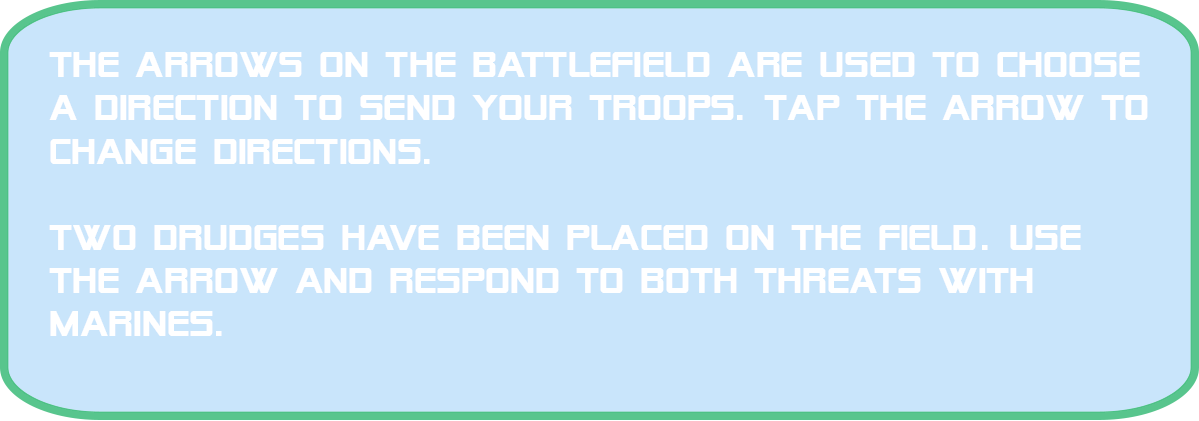 THE ARROWS ON THE BATTLEFIELD ARE USED TO CHOOSE
A DIRECTION TO SEND YOUR TROOPS. TAP THE ARROW TO
CHANGE DIRECTIONS.
TWO DRUDGES HAVE BEEN PLACED ON THE FIELD. USE
THE ARROW AND RESPOND TO BOTH THREATS WITH
MARINES.